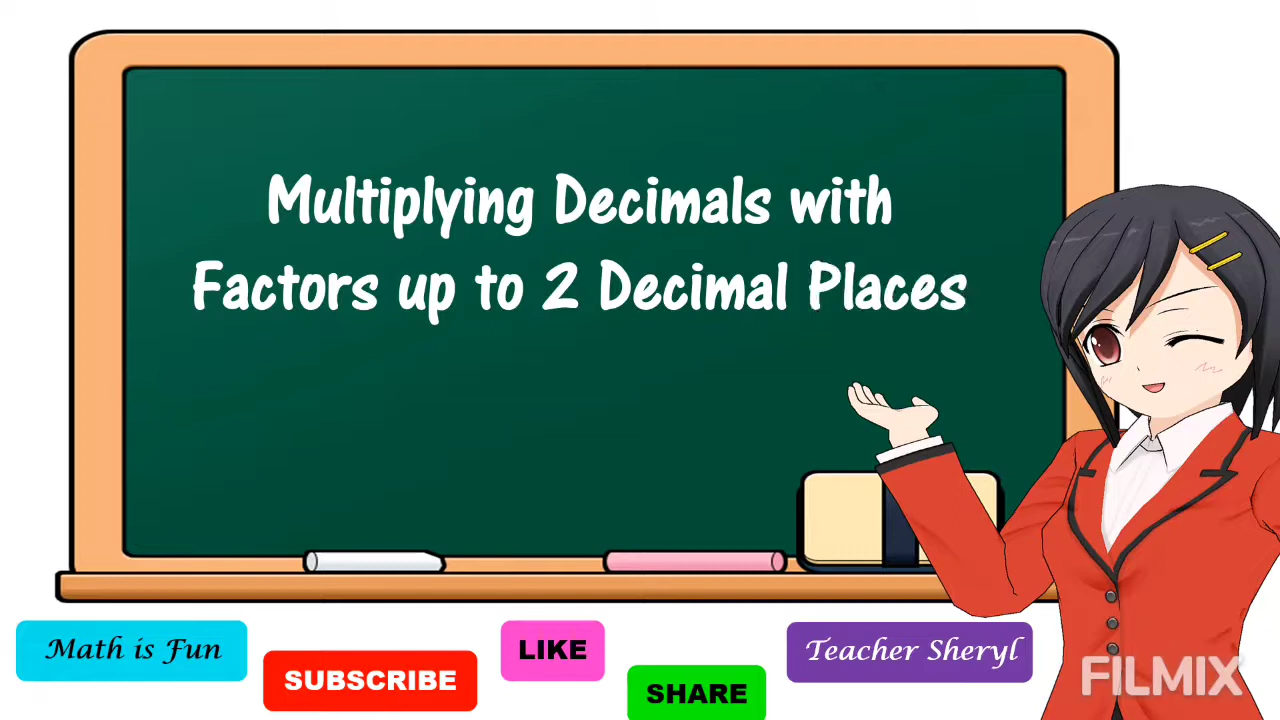 Multiplying Decimals with
Factors up to 2 Decimal Places
Math is Fun
SUBSCRIBE
LIKE
SHARE
Teacher Sheryl
FILMIX